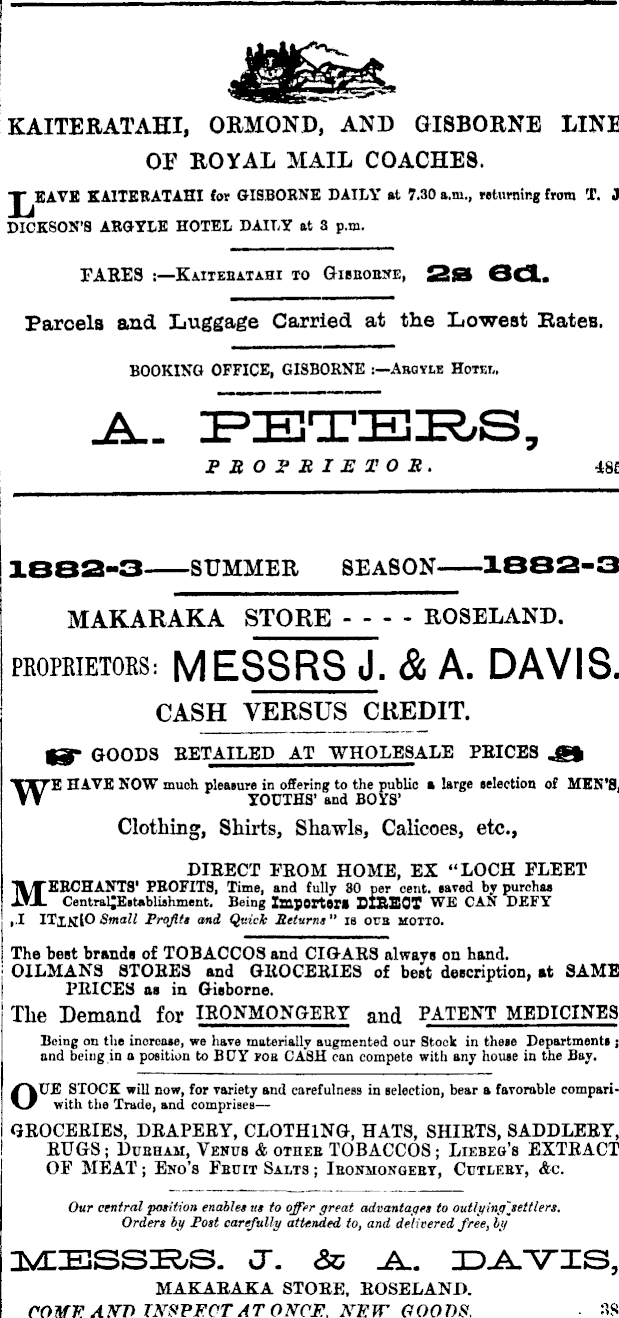 KAITERATAHI, ORMOND, AND GISBORNE LINE
OF ROYAL MAIL COACHES.
LEAVE KAITERATAHI for GISBORNE DAILY at 7.30 a.m., returning from T. J
DICKSON'S ARGYLE HOTEL DAILY at 3 p.m.
FARES :—KAITERATAHI TO GISBORNE, 2s 6d.
Parcels and Luggage Carried at the Lowest Rates.
BOOKING OFFICE, GISBORNE :—ARGYLE HOTEL.
A. PETERS,
PROPRIETOR.
485
1882-3——SUMMER SEASON——1882-3
MAKARAKA STORE - - - - ROSELAND.
PROPRIETORS: MESSRS J. & A. DAVIS.
CASH VERSUS CREDIT.
GOODS RETAILED AT WHOLESALE PRICES
WE HAVE NOW much pleasure in offering to the public a large selection of MEN'S,
YOUTHS' and BOYS'
Clothing, Shirts, Shawls, Calicoes, etc.,
DIRECT FROM HOME, EX "LOCH FLEET
MERCHANTS' PROFITS, Time, and fully 30 per cent. saved by purchas
Central Establishment. Being Importers DIRECT WE CAN DEFY
Small Profits and Quick Returns" IS OUR MOTTO.
The best brands of TOBACCOS and CIGARS always on hand.
OILMANS STORES and GROCERIES of best description, at SAME
PRICES as in Gisborne.
The Demand for IRONMONGERY and PATENT MEDICINES
Being on the increase, we have materially augmented our Stock in these Departments ;
and being in a position to BUY FOR CASH can compete with any house in the Bay.
OUE STOCK will now, for variety and carefulness in selection, bear a favorable compari-
with the Trade, and comprises—
GROCERIES, DRAPERY, CLOTHING, HATS, SHIRTS, SADDLERY,
RUGS ; DURHAM, VENUS & OTHER TOBACCOS ; LIEBEG'S EXTRACT
OF MEAT ; ENO'S FRUIT SALTS ; IRONMONGERY, CUTLERY, &c.
Our central position enables us to offer great advantages to outlying settlers.
Orders by Post carefully attended to, and delivered free, by
MESSRS. J. & A. DAVIS,
MAKARAKA STORE, ROSELAND.
COME AND INSPECT AT ONCE. NEW GOODS.
38